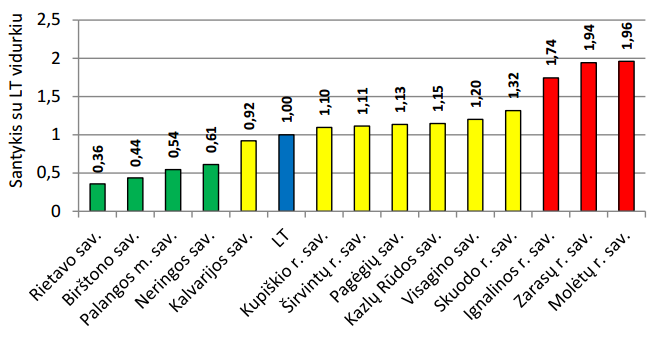 Santykis su LT vidurkiu
2,5
2
1,5
1
0,5
0
0,36
0,44
0,54
0,61
0,92
1,00
1,10
1,11
1,13
1,15
1,20
1,32
1,74
1,94
1,96
Rietavo sav.
Birštono sav.
Palangos m. sav.
Neringos sav.
Kalvarijos sav.
LT
Kupiškio r. sav.
Širvintų r. sav.
Pagėgių sav.
Kazlų Rūdos sav.
Visagino sav.
Skuodo r. sav.
Ignalinos r. sav.
Zarasų r. sav.
Molėtų r. sav.